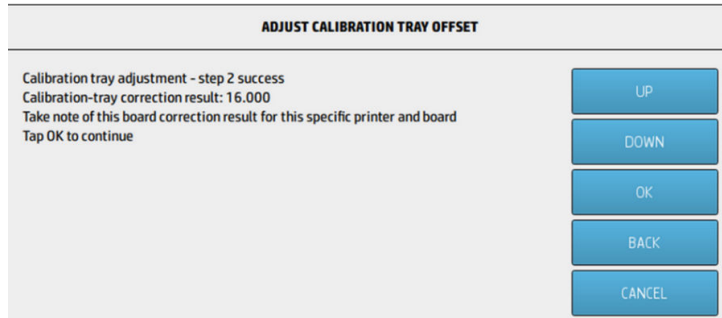 ADJUST CALIBRATION TRAY OFFSET
Calibration tray adjustment - step 2 success
Calibration-tray correction result: 16.000
Take note of this board correction result for this specific printer and board
Tap OK to continue
UP
DOWN
OK
BACK
CANCEL